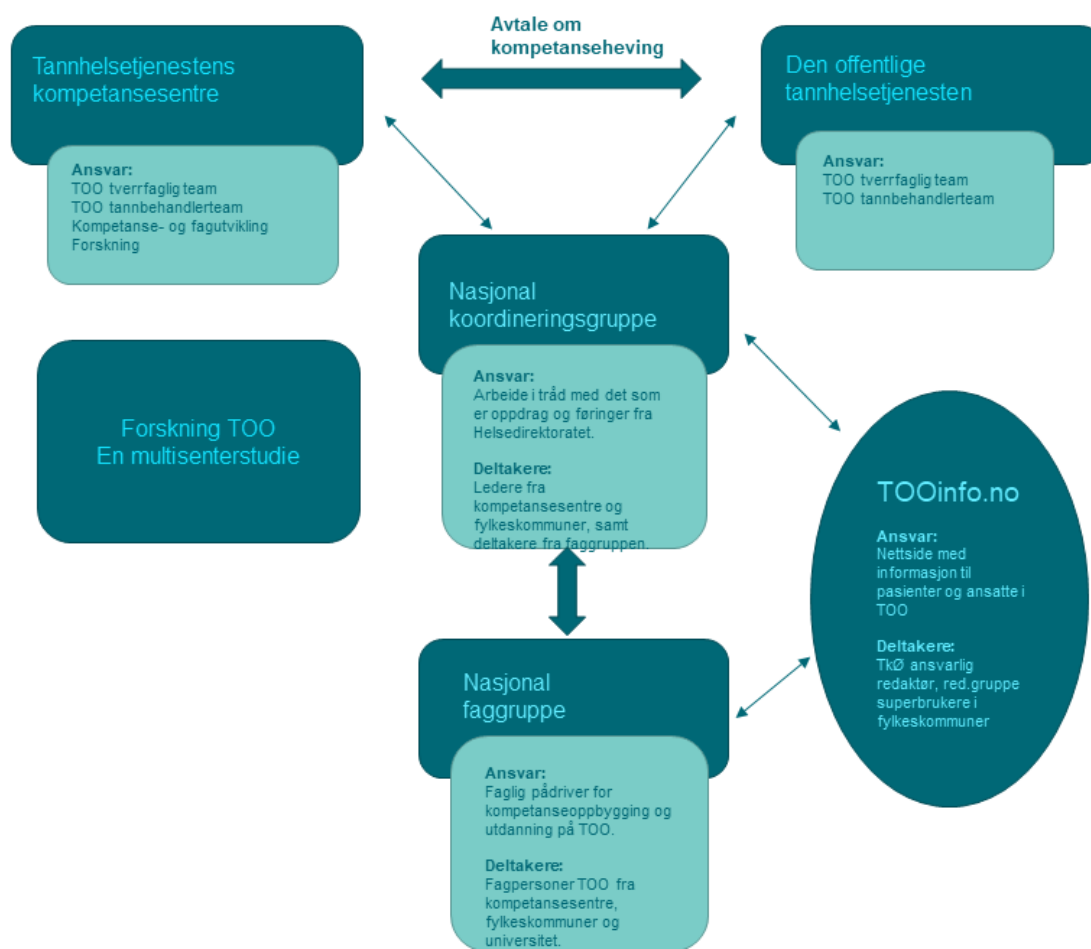 Avtale om
kompetanseheving
Tannhelsetjenestens
kompetansesentre
Ansvar:
TOO tverrfaglig team
TOO tannbehandlerteam
Kompetanse- og fagutvikling
Forskning
Den offentlige
tannhelsetjenesten
Ansvar:
TOO tverrfaglig team
TOO tannbehandlerteam
Nasjonal
koordineringsgruppe
Ansvar:
Arbeide i tråd med det som
er oppdrag og føringer fra
Helsedirektoratet.
Deltakere:
Ledere fra
kompetansesentre og
fylkeskommuner, samt
deltakere fra faggruppen.
Forskning TOO
En multisenterstudie
TOOinfo.no
Ansvar:
Nettside med
informasjon til
pasienter og ansatte i
TOO
Deltakere:
TkØ ansvarlig
redaktør, red.gruppe
superbrukere i
fylkeskommuner
Nasjonal
faggruppe
Ansvar:
Faglig pådriver for
kompetanseoppbygging og
utdanning på TOO.
Deltakere:
Fagpersoner TOO fra
kompetansesentre,
fylkeskommuner og
universitet.